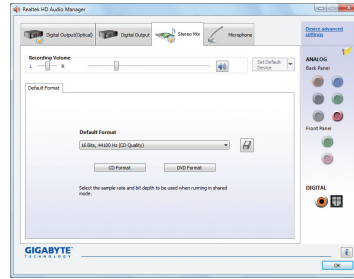 Realtek HD Audio Manager
Digital Output(Optical)
Digital Output
Stereo Mix
Microphone
Device advanced
settings
Recording Volume
L
R
Set Default
Device
ANALOG
Back Panel
Default Format
Default Format
16 Bits, 44100 Hz (CD Quality)
CD Format
DVD Format
Select the sample rate and bit depth to be used when running in shared
mode.
Front Panel
DIGITAL
GIGABYTE
TECHNOLOGY
i
OK